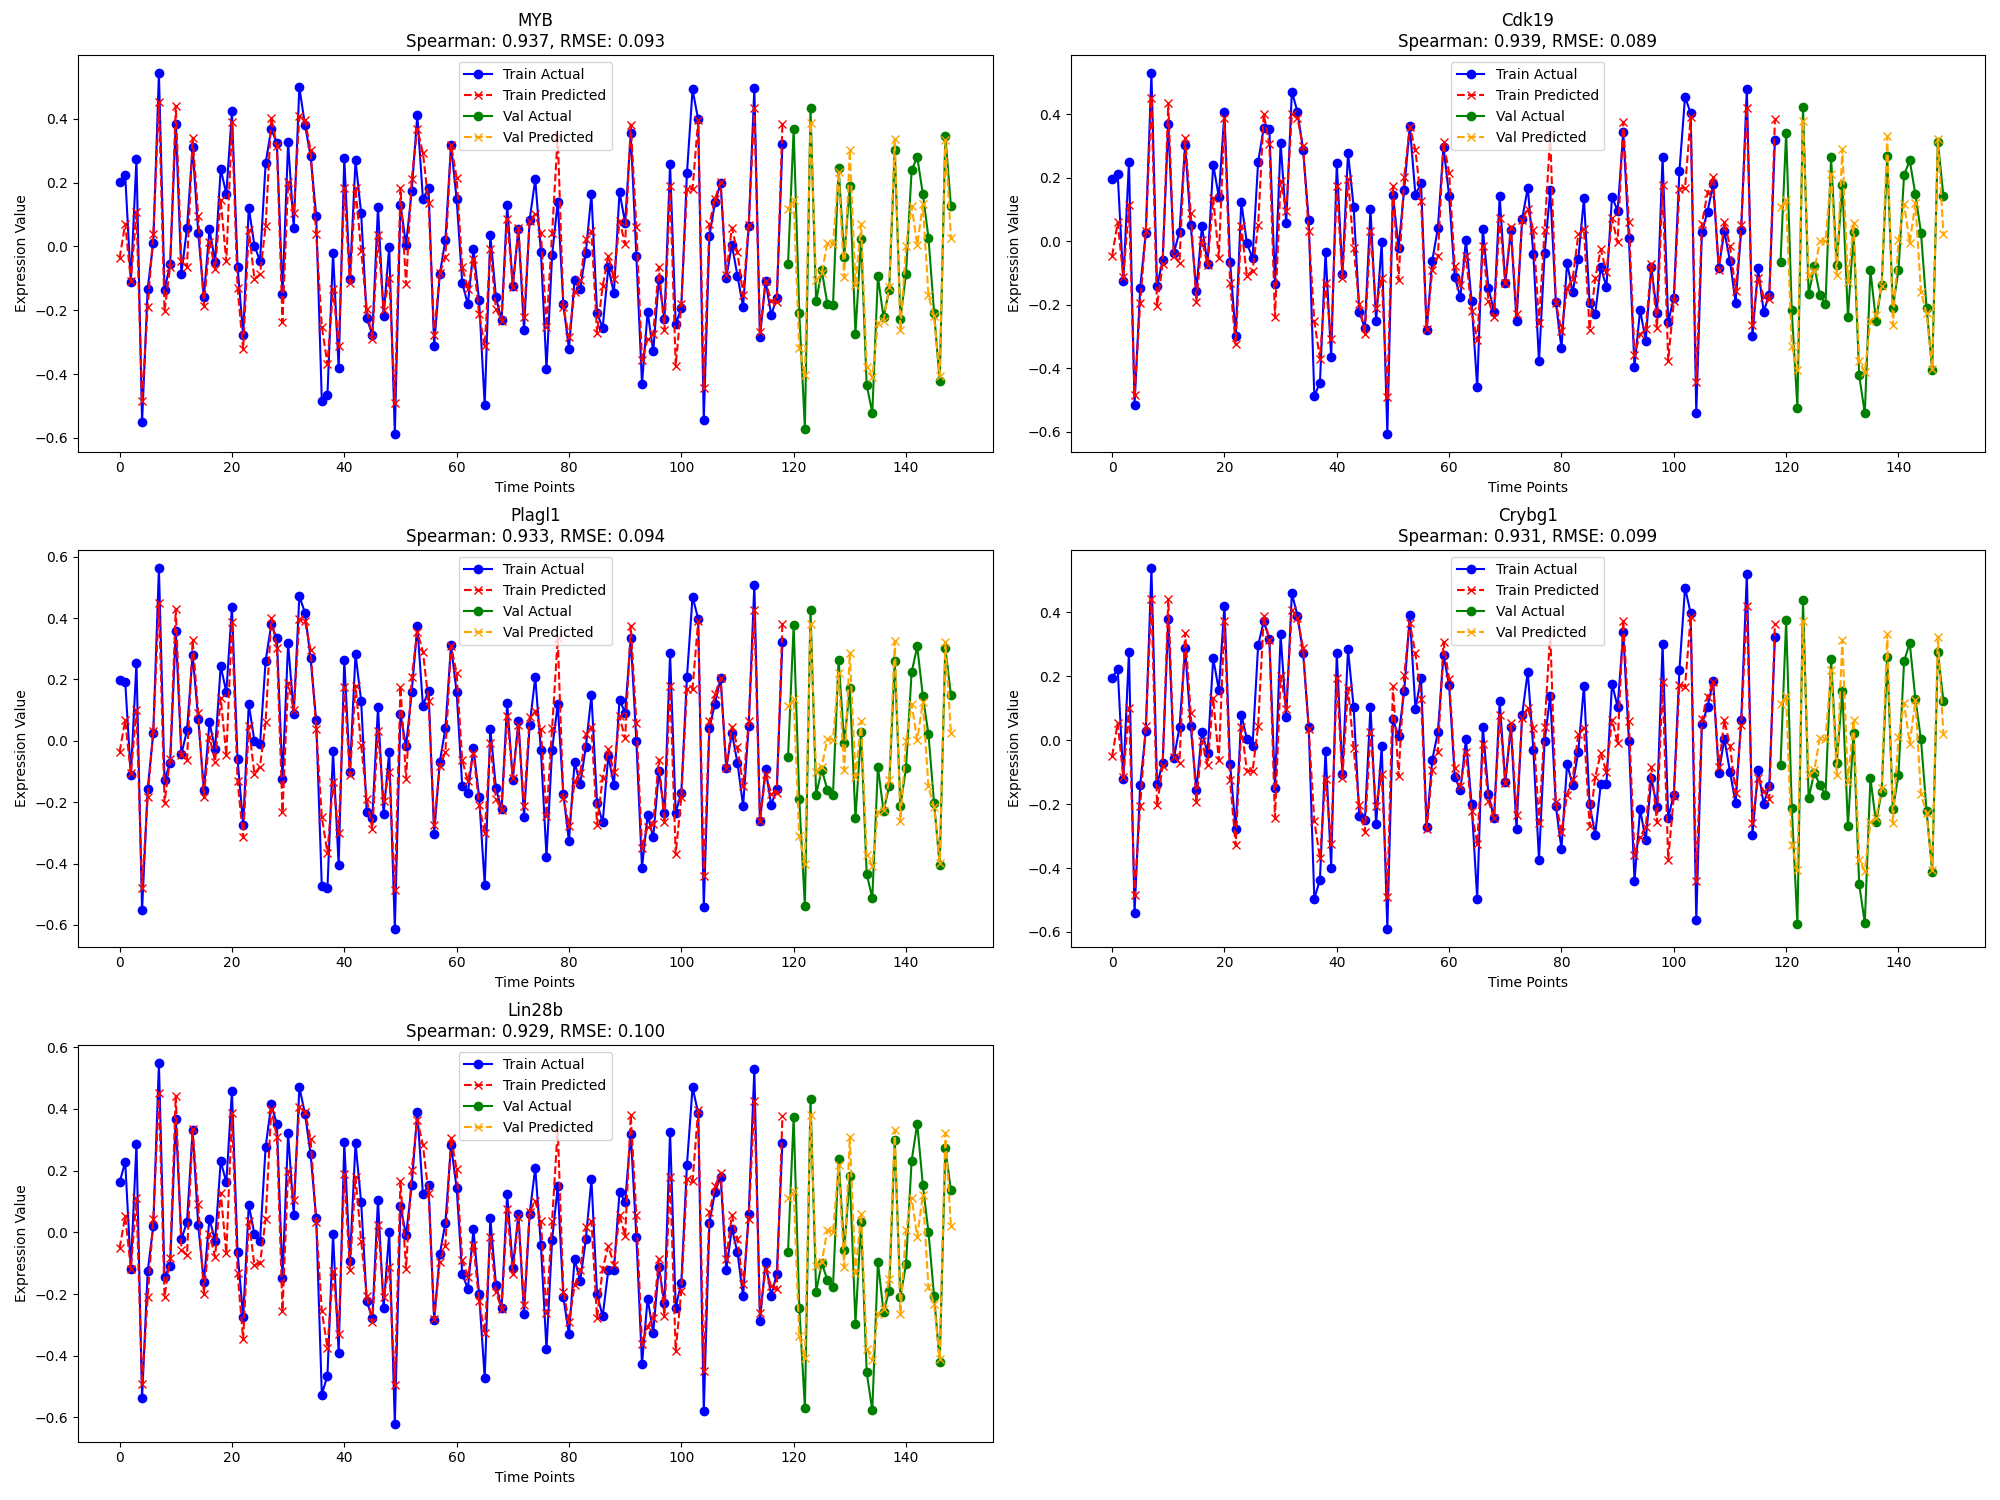 MYB
Spearman: 0.937, RMSE: 0.093
Train Actual
Train Predicted
Val Actual
Val Predicted
Expression Value
0.4
0.2
0.0
−0.2
−0.4
−0.6
0 20 40 60 80 100 120 140
Time Points
Cdk19
Spearman: 0.939, RMSE: 0.089
Train Actual
Train Predicted
Val Actual
Val Predicted
Expression Value
0.4
0.2
0.0
−0.2
−0.4
−0.6
0 20 40 60 80 100 120 140
Time Points
Plagl1
Spearman: 0.933, RMSE: 0.094
Train Actual
Train Predicted
Val Actual
Val Predicted
Expression Value
0.6
0.4
0.2
0.0
−0.2
−0.4
−0.6
0 20 40 60 80 100 120 140
Time Points
Crybg1
Spearman: 0.931, RMSE: 0.099
Train Actual
Train Predicted
Val Actual
Val Predicted
Expression Value
0.4
0.2
0.0
−0.2
−0.4
−0.6
0 20 40 60 80 100 120 140
Time Points
Lin28b
Spearman: 0.929, RMSE: 0.100
Train Actual
Train Predicted
Val Actual
Val Predicted
Expression Value
0.6
0.4
0.2
0.0
−0.2
−0.4
−0.6
0 20 40 60 80 100 120 140
Time Points